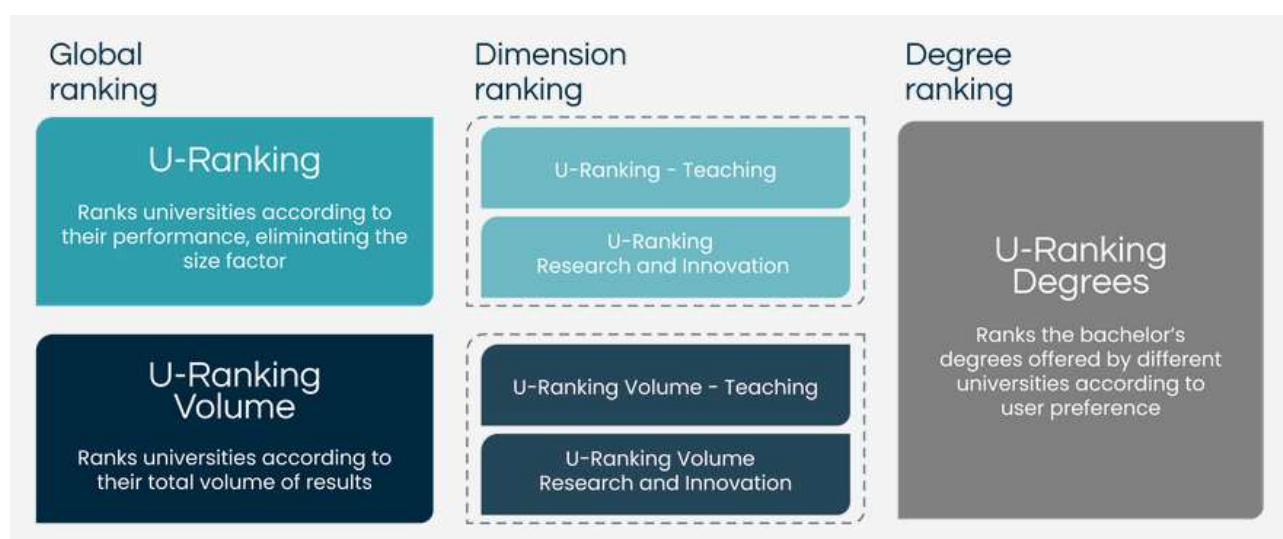 Global
ranking
U-Ranking
Ranks universities according to
their performance, eliminating the
size factor
U-Ranking
Volume
Ranks universities according to
their total volume of results
Dimension
ranking
U-Ranking - Teaching
U-Ranking
Research and Innovation
U-Ranking Volume - Teaching
U-Ranking Volume
Research and Innovation
Degree
ranking
U-Ranking
Degrees
Ranks the bachelor's
degrees offered by different
universities according to
user preference